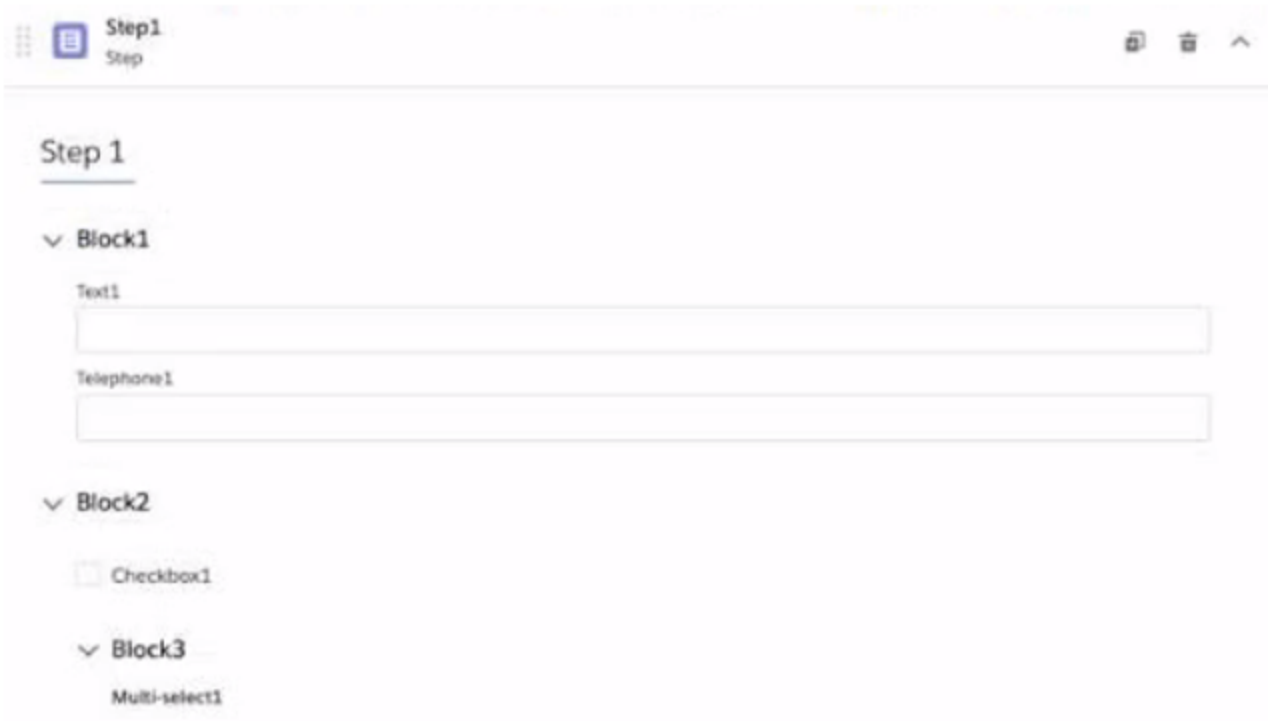 Step1
Step
Step 1
Block1
Text1
Telephone1
Block2
Checkbox1
Block3
Multi-select1